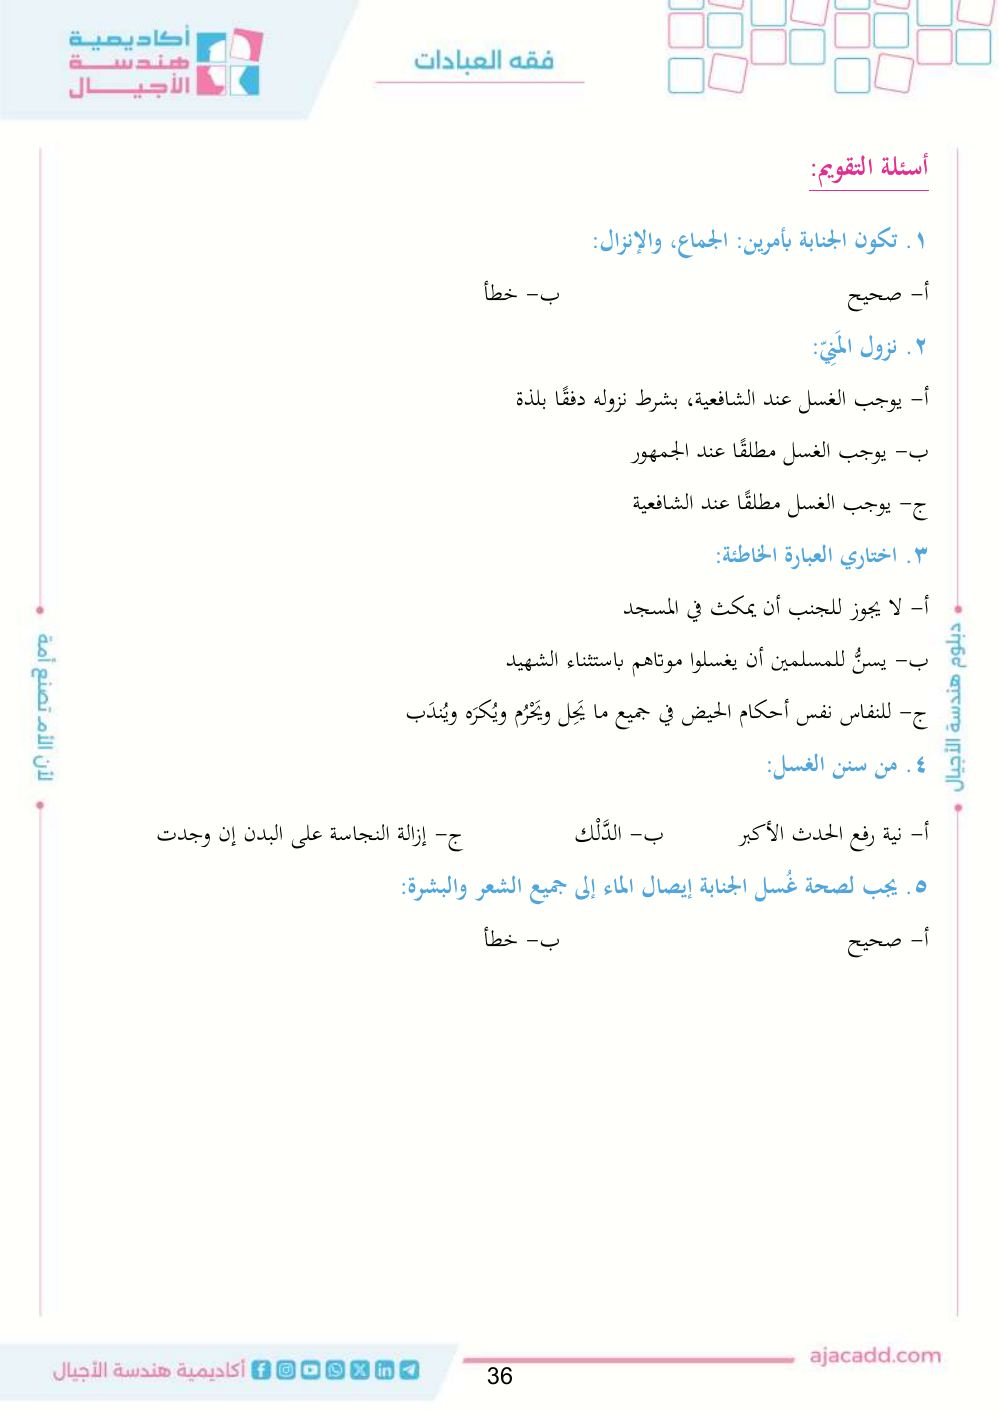 أكاديمية
هندسة
الأجيال
فقه العبادات
أسئلة التقويم:
١. تكون الجنابة بأمرين: الجماع، والإنزال:
أ- صحيح ب- خطأ
٢. نزول المَنِيّ:
أ- يوجب الغسل عند الشافعية، بشرط نزوله دفقًا بلذة
ب- يوجب الغسل مطلقًا عند الجمهور
ج- يوجب الغسل مطلقًا عند الشافعية
٣. اختاري العبارة الخاطئة:
أ- لا يجوز للجنب أن يمكث في المسجد
ب- يسنُّ للمسلمين أن يغسلوا موتاهم باستثناء الشهيد
ج- للنفاس نفس أحكام الحيض في جميع ما يَحِل ويَحْرُم ويُكرَه ويُندَب
٤. من سنن الغسل:
أ- نية رفع الحدث الأكبر ب- الدَّلْك ج- إزالة النجاسة على البدن إن وجدت
٥. يجب لصحة غُسل الجنابة إيصال الماء إلى جميع الشعر والبشرة:
أ- صحيح ب- خطأ
دبلوم هندسة الأجيال
لأن الأم تصنع أمة
ajacadd.com
36
أكاديمية هندسة الأجيال